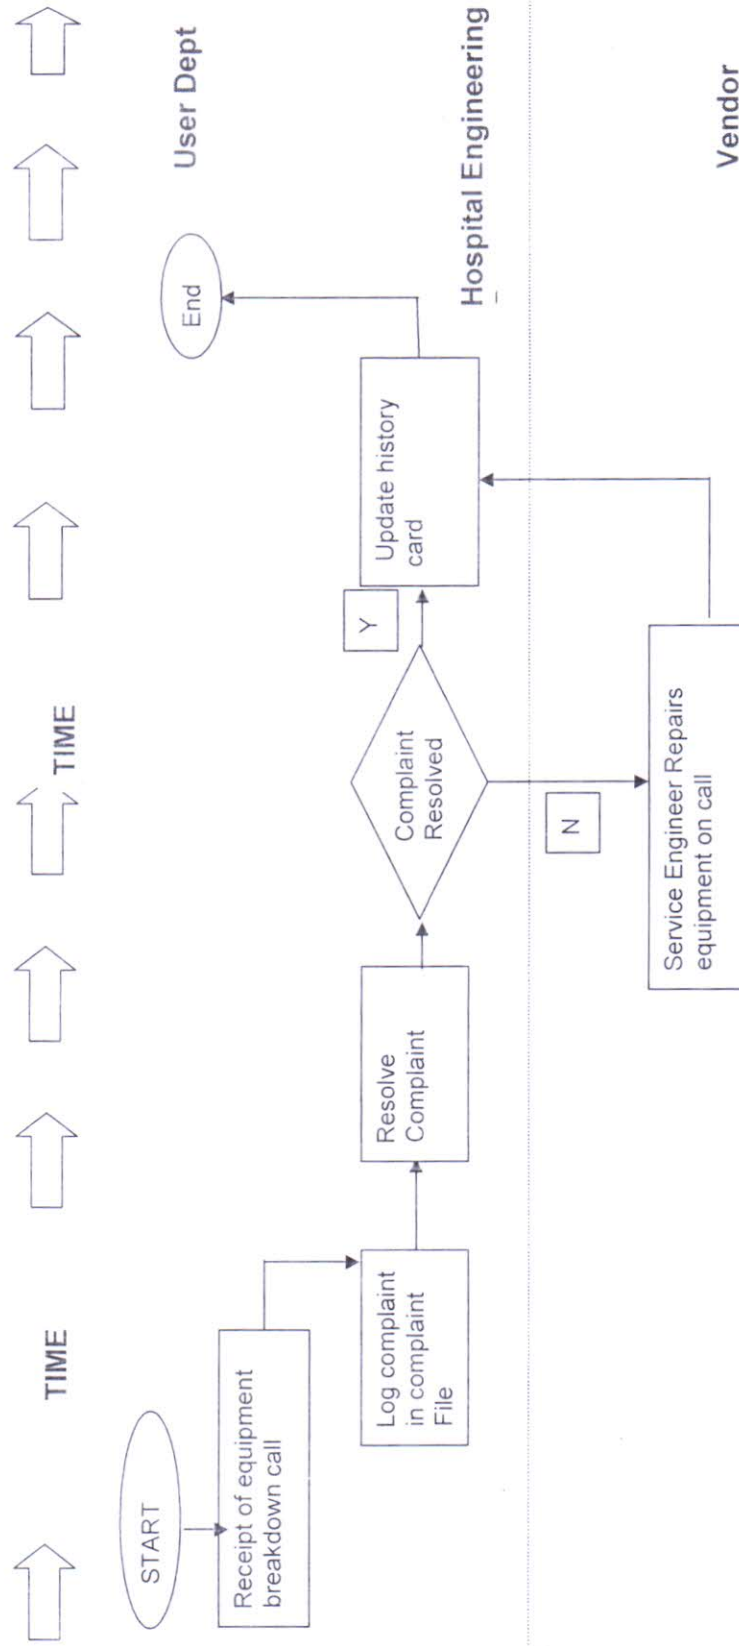 TIME
TIME
START
User Dept
End
Receipt of equipment
breakdown call
Log complaint
in complaint
File
Resolve
Complaint
Complaint
Resolved
Y
Update history
card
Hospital Engineering
N
Service Engineer Repairs
equipment on call
Vendor